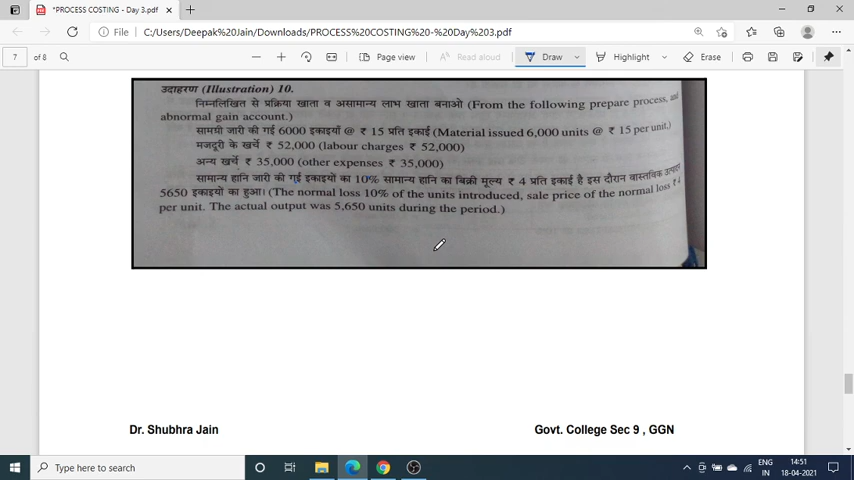 *PROCESS COSTING - Day 3.pdf
File C:/Users/Deepak%20Jain/Downloads/PROCESS%20COSTING%20-%20Day%203.pdf
7 of 8 Page view Read aloud Draw Highlight Erase
उदाहरण (Illustration) 10.
निम्नलिखित से प्रक्रिया खाता व असामान्य लाभ खाता बनाओ (From the following prepare process, and
abnormal gain account.)
सामग्री जारी की गई 6000 इकाइयाँ @ ₹ 15 प्रति इकाई (Material issued 6,000 units @ ₹ 15 per unit.)
मजदूरी के खर्चे ₹ 52,000 (labour charges ₹ 52,000)
अन्य खर्चे ₹ 35,000 (other expenses ₹ 35,000)
सामान्य हानि जारी की गई इकाइयों का 10% सामान्य हानि का बिक्री मूल्य ₹ 4 प्रति इकाई है इस दौरान वास्तविक उत्पादन
5650 इकाइयों का हुआ। (The normal loss 10% of the units introduced, sale price of the normal loss ₹ 4
per unit. The actual output was 5,650 units during the period.)
Dr. Shubhra Jain Govt. College Sec 9 , GGN
Type here to search
ENG 14:51
IN 18-04-2021